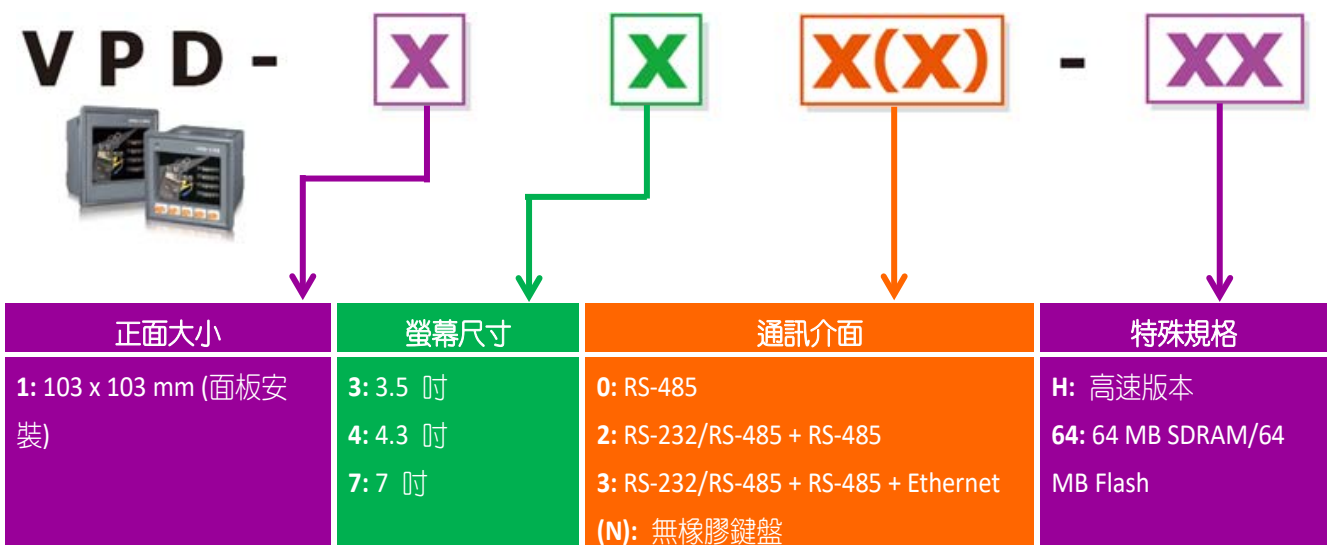 VPD- X X X(X) - XX
正面大小
1: 103 x 103 mm (面板安
裝)
螢幕尺寸
3: 3.5 吋
4: 4.3 吋
7: 7 吋
通訊介面
0: RS-485
2: RS-232/RS-485 + RS-485
3: RS-232/RS-485 + RS-485 + Ethernet
(N): 無橡膠鍵盤
特殊規格
H: 高速版本
64: 64 MB SDRAM/64
MB Flash